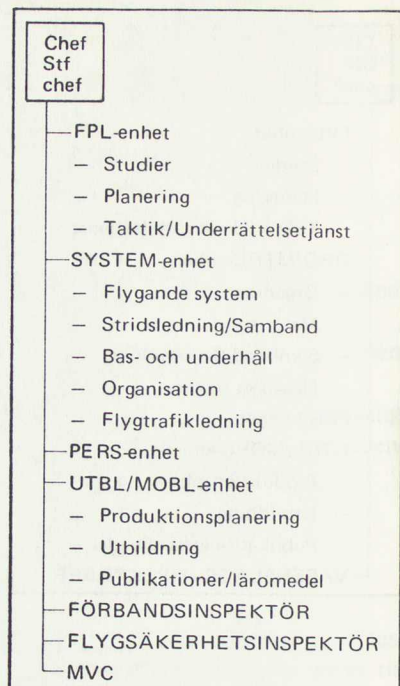 Chef
Stf
chef
FPL-enhet
– Studier
– Planering
– Taktik/Underrättelsetjänst
SYSTEM-enhet
– Flygande system
– Stridsledning/Samband
– Bas- och underhåll
– Organisation
– Flygtrafikledning
PERS-enhet
UTBL/MOBL-enhet
– Produktionsplanering
– Utbildning
– Publikationer/läromedel
FÖRBANDSINSPEKTÖR
FLYGSÄKERHETSINSPEKTÖR
MVC